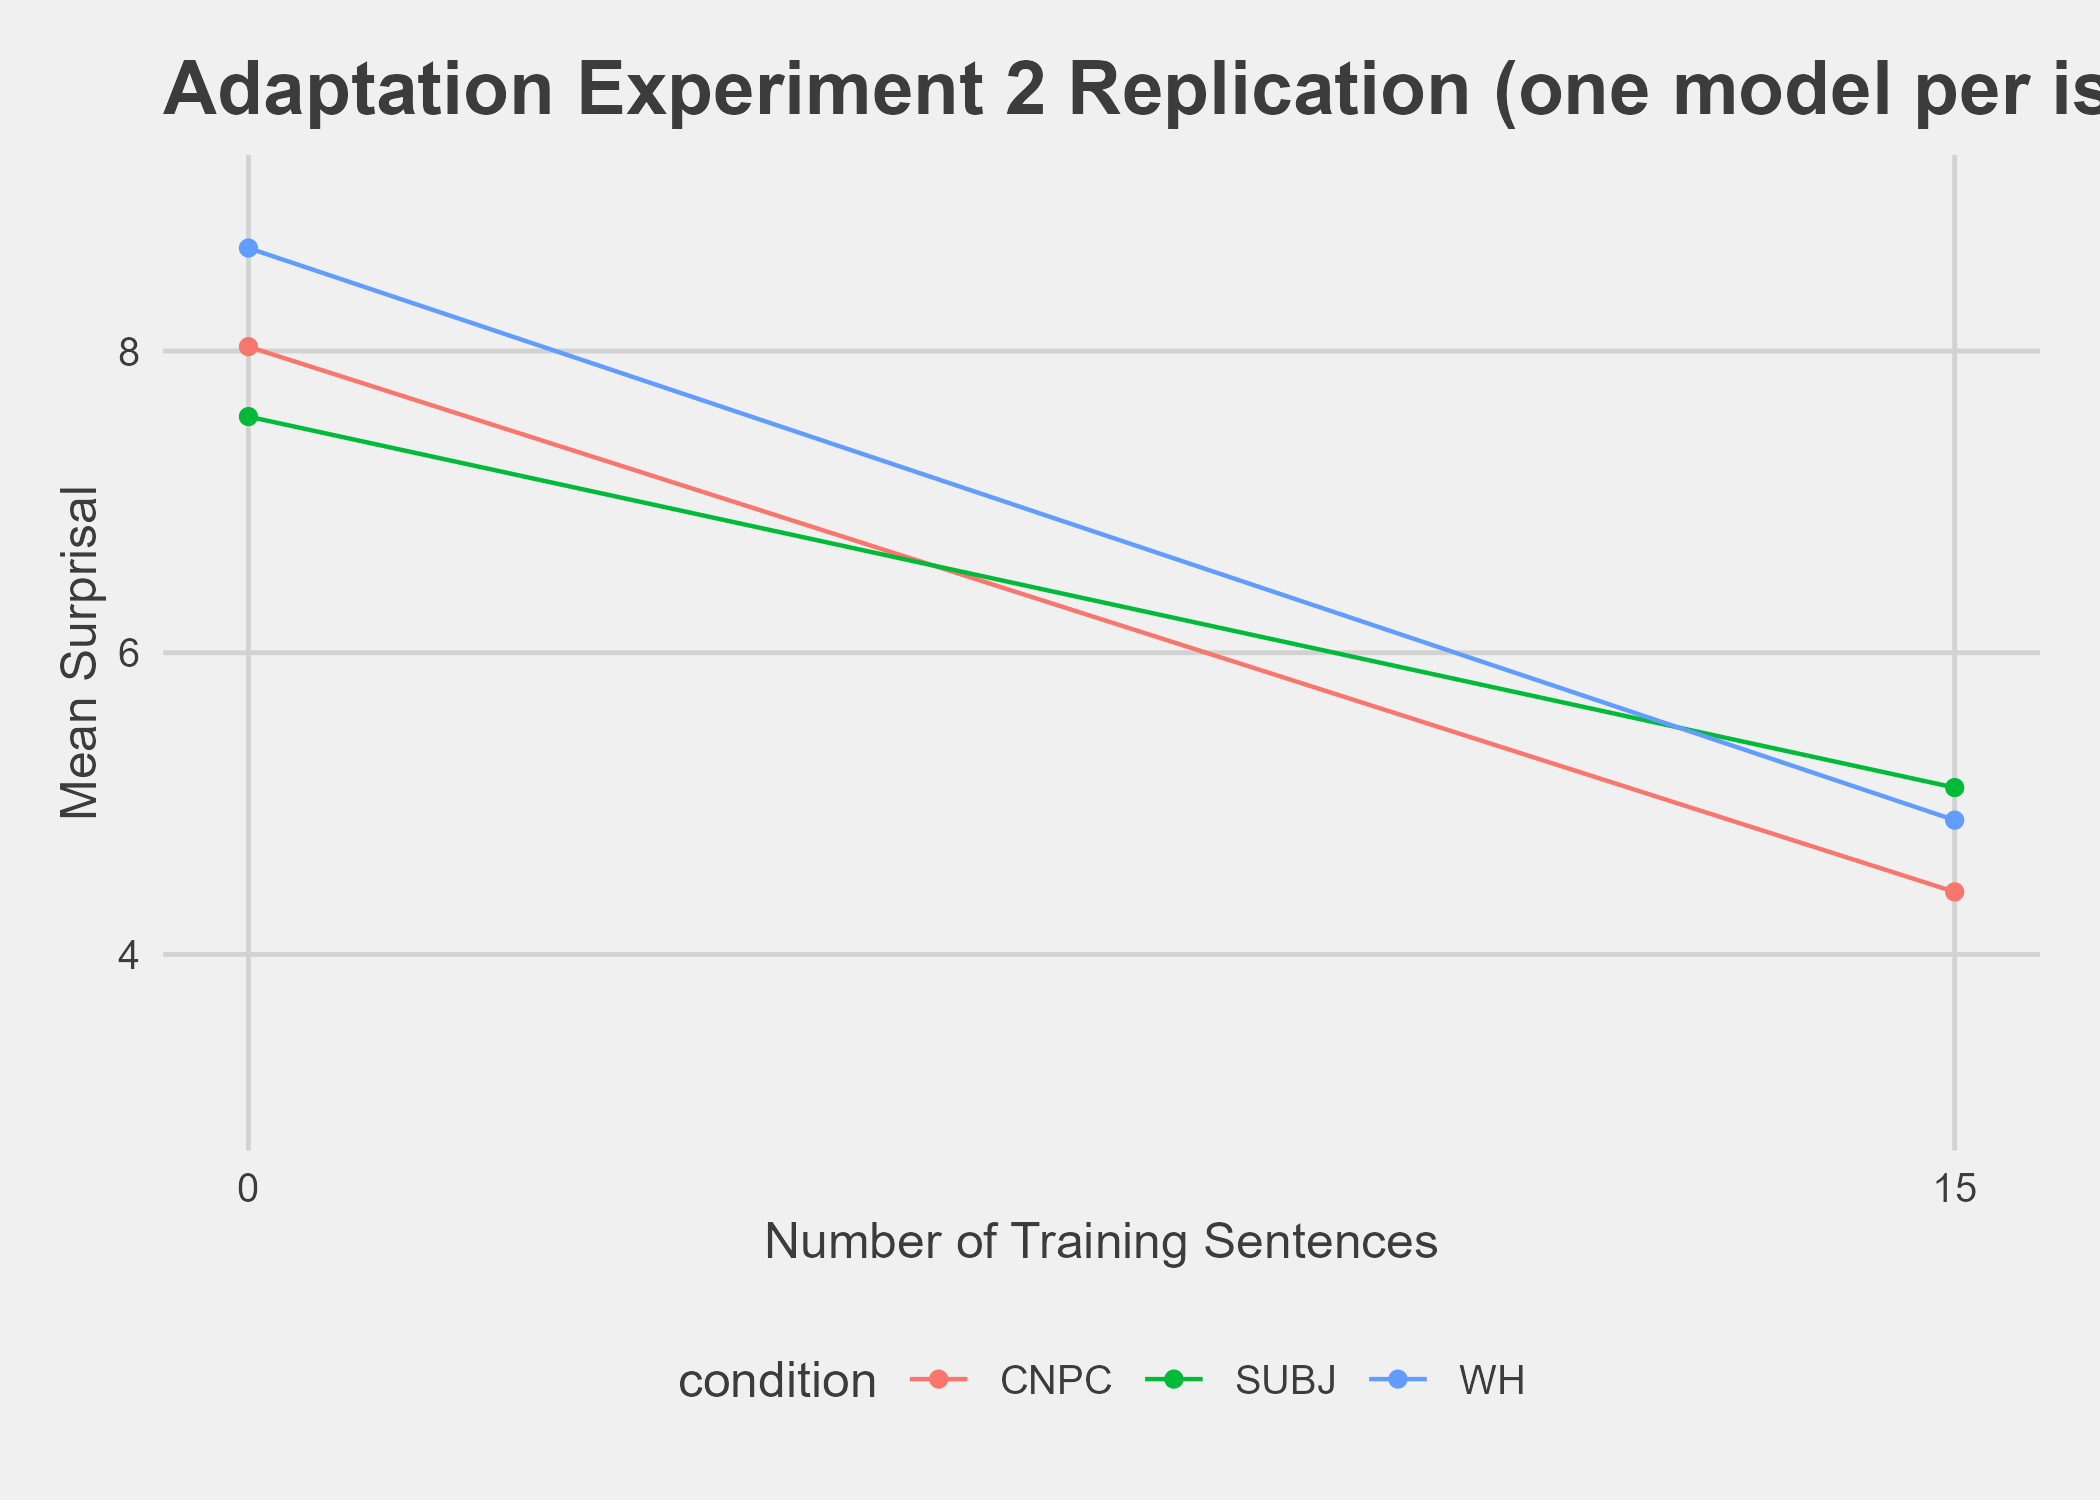 Adaptation Experiment 2 Replication (one model per is
8
6
4
Mean Surprisal
0 15
Number of Training Sentences
condition CNPC SUBJ WH